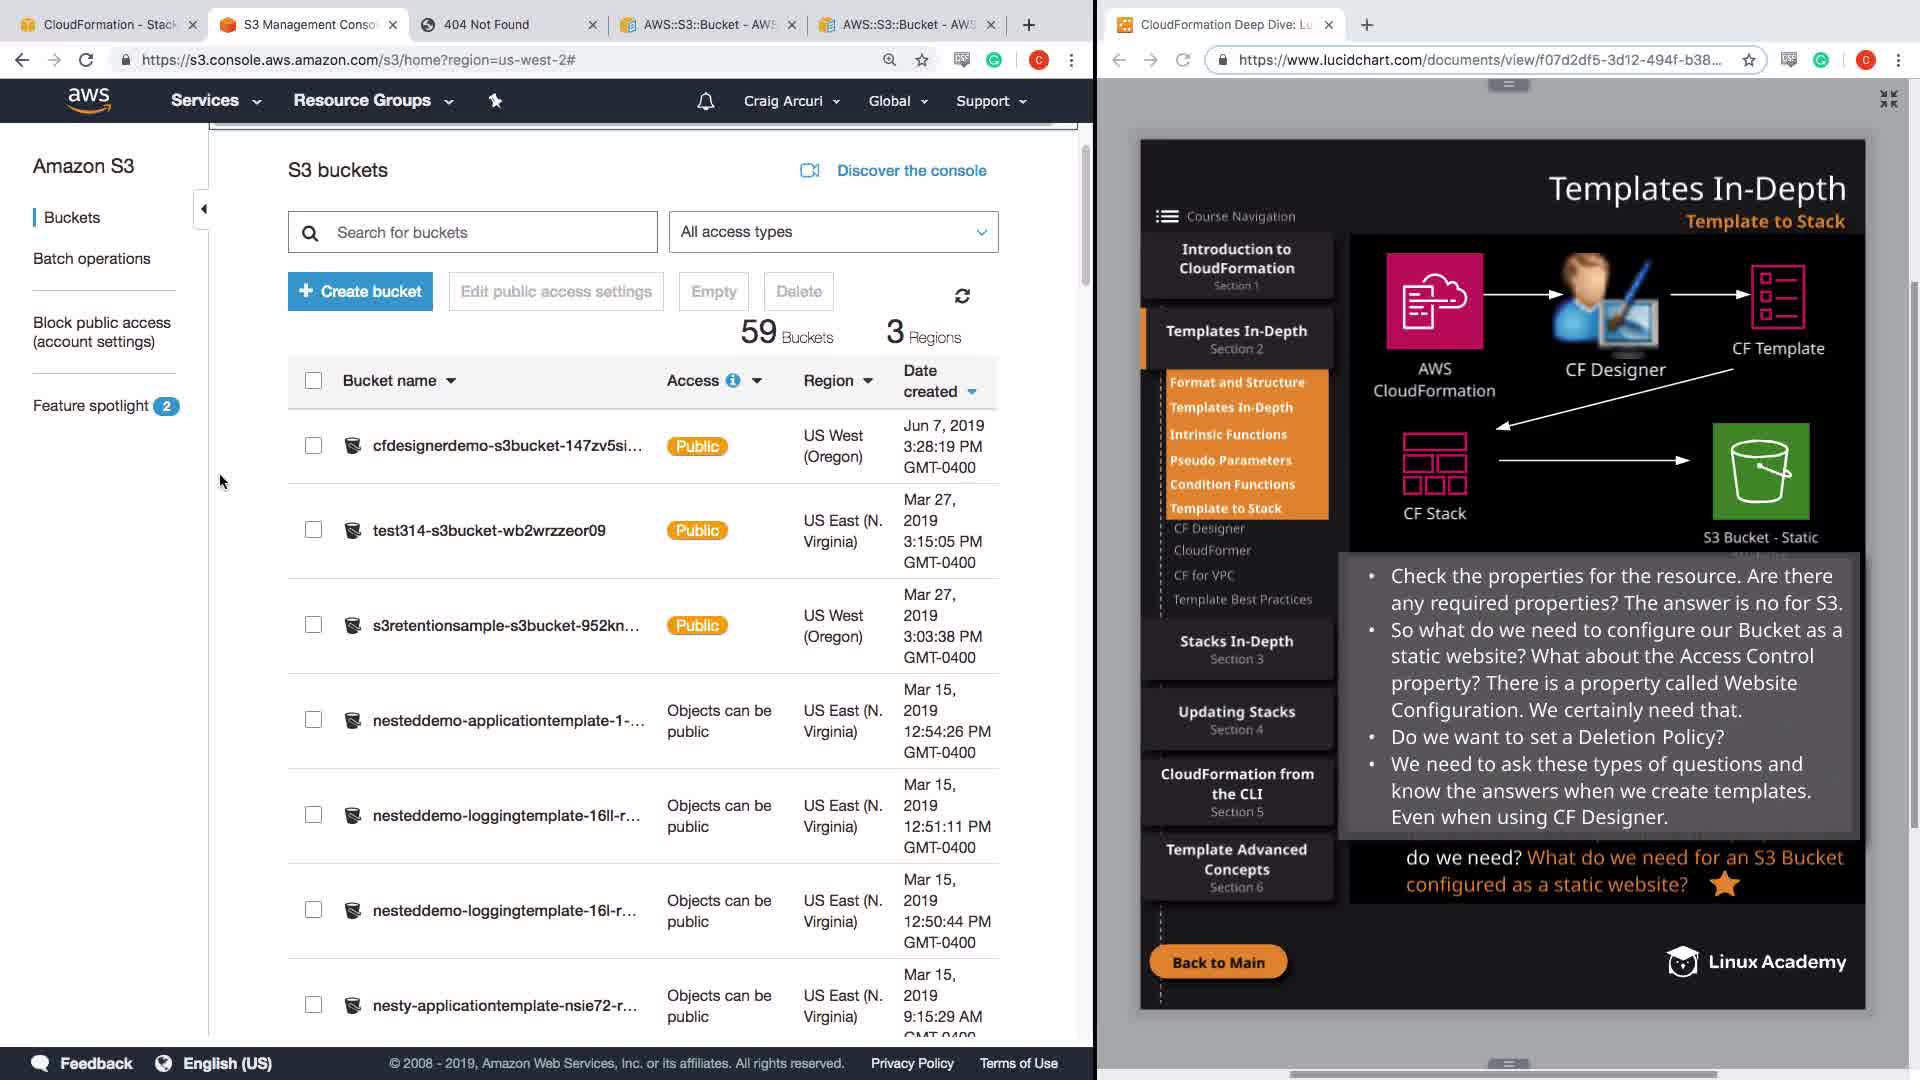 CloudFormation - Stack
S3 Management Conso
404 Not Found
AWS::S3::Bucket - AWS
AWS::S3::Bucket - AWS
https://s3.console.aws.amazon.com/s3/home?region=us-west-2#
aws
Services
Resource Groups
Craig Arcuri
Global
Support
Amazon S3
Buckets
Batch operations
Block public access
(account settings)
Feature spotlight 2
S3 buckets
Discover the console
Search for buckets
All access types
+ Create bucket
Edit public access settings
Empty
Delete
59 Buckets
3 Regions
Bucket name
Access
Region
Date
created
cfdesignerdemo-s3bucket-147zv5si...
Public
US West
(Oregon)
Jun 7, 2019
3:28:19 PM
GMT-0400
test314-s3bucket-wb2wrzzeor09
Public
US East (N.
Virginia)
Mar 27,
2019
3:15:05 PM
GMT-0400
s3retentionsample-s3bucket-952kn...
Public
US West
(Oregon)
Mar 27,
2019
3:03:38 PM
GMT-0400
nesteddemo-applicationtemplate-1-...
Objects can be
public
US East (N.
Virginia)
Mar 15,
2019
12:54:26 PM
GMT-0400
nesteddemo-loggingtemplate-16ll-r...
Objects can be
public
US East (N.
Virginia)
Mar 15,
2019
12:51:11 PM
GMT-0400
nesteddemo-loggingtemplate-16l-r...
Objects can be
public
US East (N.
Virginia)
Mar 15,
2019
12:50:44 PM
GMT-0400
nesty-applicationtemplate-nsie72-r...
Objects can be
public
US East (N.
Virginia)
Mar 15,
2019
9:15:29 AM
GMT-0400
Feedback
English (US)
© 2008 - 2019, Amazon Web Services, Inc. or its affiliates. All rights reserved.
Privacy Policy
Terms of Use
CloudFormation Deep Dive: Lu
https://www.lucidchart.com/documents/view/f07d2df5-3d12-494f-b38...
Templates In-Depth
Template to Stack
Course Navigation
Introduction to
CloudFormation
Section 1
Templates In-Depth
Section 2
Format and Structure
Templates In-Depth
Intrinsic Functions
Pseudo Parameters
Condition Functions
Template to Stack
CF Designer
CloudFormer
CF for VPC
Template Best Practices
Stacks In-Depth
Section 3
Updating Stacks
Section 4
CloudFormation from
the CLI
Section 5
Template Advanced
Concepts
Section 6
Back to Main
AWS
CloudFormation
CF Designer
CF Template
CF Stack
S3 Bucket - Static
• Check the properties for the resource. Are there
any required properties? The answer is no for S3.
• So what do we need to configure our Bucket as a
static website? What about the Access Control
property? There is a property called Website
Configuration. We certainly need that.
• Do we want to set a Deletion Policy?
• We need to ask these types of questions and
know the answers when we create templates.
Even when using CF Designer.
do we need? What do we need for an S3 Bucket
configured as a static website?
Linux Academy